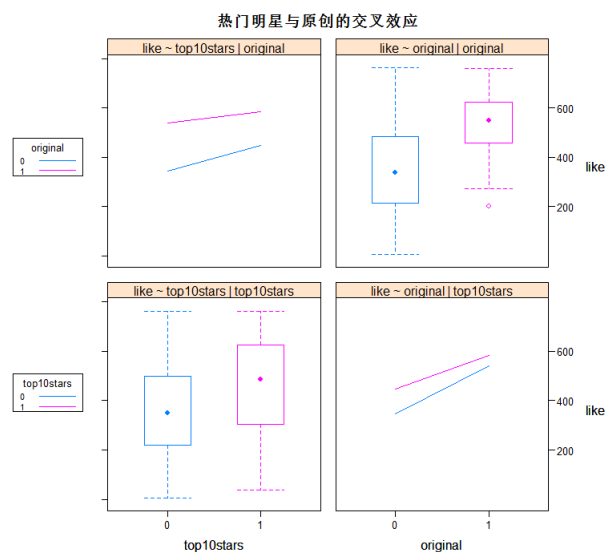 热门明星与原创的交叉效应
like ~ top10stars | original
like ~ original | original
original
0
1
600
400
200
like
like ~ top10stars | top10stars
like ~ original | top10stars
top10stars
0
1
600
400
200
like
0 1
0 1
top10stars
original